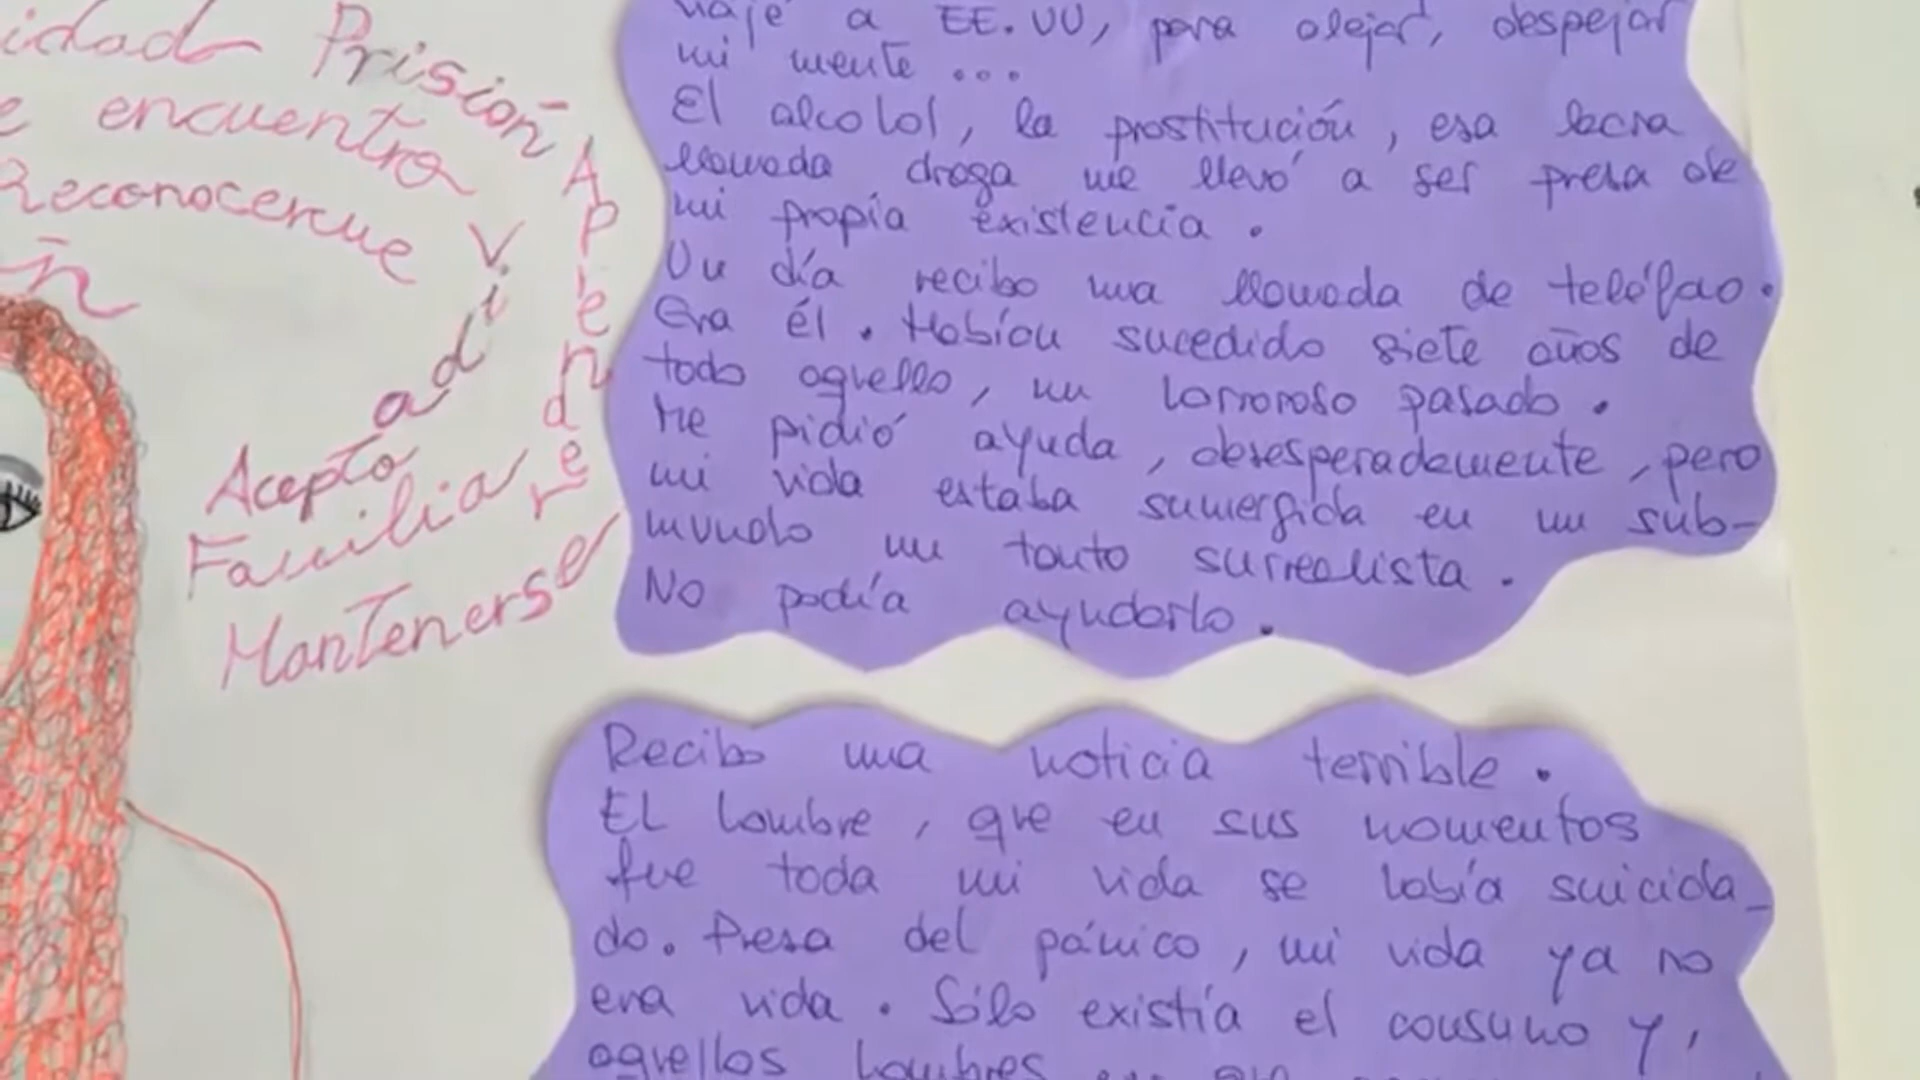 idad Prisión
e encuentra
Reconocerme
Vida
Aprender
Acepto
Familia
Mantenerse
viaje a EE.UU, para alejar, despejar
mi mente ...
El alcolol, la prostitución, esa lacra
llamada droga me llevó a ser presa de
mi propia existencia.
Un día recibo una llamada de teléfno.
Era él. Habían sucedido siete años de
todo aquello, un horroroso pasado.
Me pidió ayuda, desesperadamente, pero
mi vida estaba sumergida en un sub-
mundo un tanto surrealista.
No podía ayudarlo.
Recibo una noticia terrible.
El hombre, que en sus momentos
fue toda mi vida se había suicida_
do. Presa del pánico, mi vida ya no
era vida. Sólo existía el consumo y,
aquellos hombres